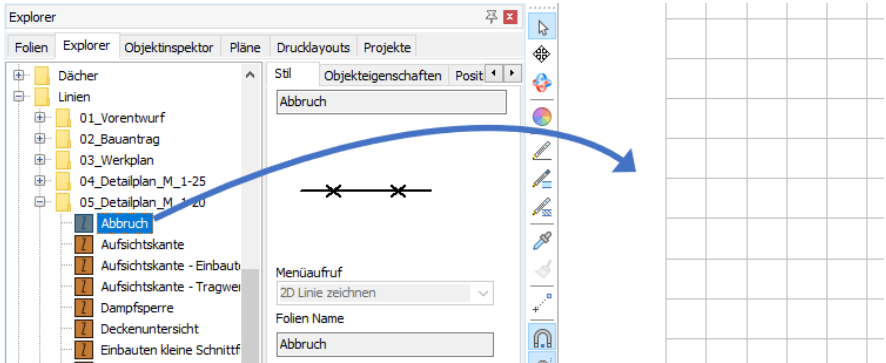 Explorer
Folien Explorer Objektinspektor Pläne Drucklayouts Projekte
Dächer
Linien
01_Vorentwurf
02_Bauantrag
03_Werkplan
04_Detailplan_M_1-25
05_Detailplan_M_1-20
Abbruch
Aufsichtskante
Aufsichtskante - Einbaute
Aufsichtskante - Tragwer
Dampfsperre
Deckenuntersicht
Einbauten kleine Schnittf
Stil Objekteigenschaften Posit
Abbruch
Menüaufruf
2D Linie zeichnen
Folien Name
Abbruch